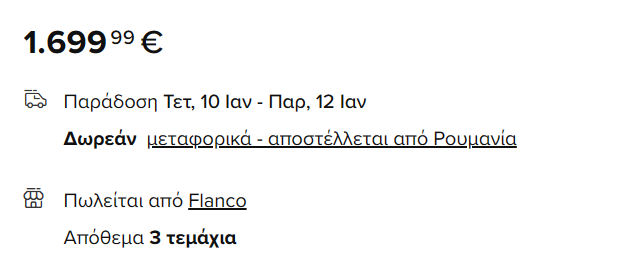 1.699 99 €
Παράδοση Τετ, 10 Ιαν - Παρ, 12 Ιαν
Δωρεάν μεταφορικά - αποστέλλεται από Ρουμανία
Πωλείται από Flanco
Απόθεμα 3 τεμάχια